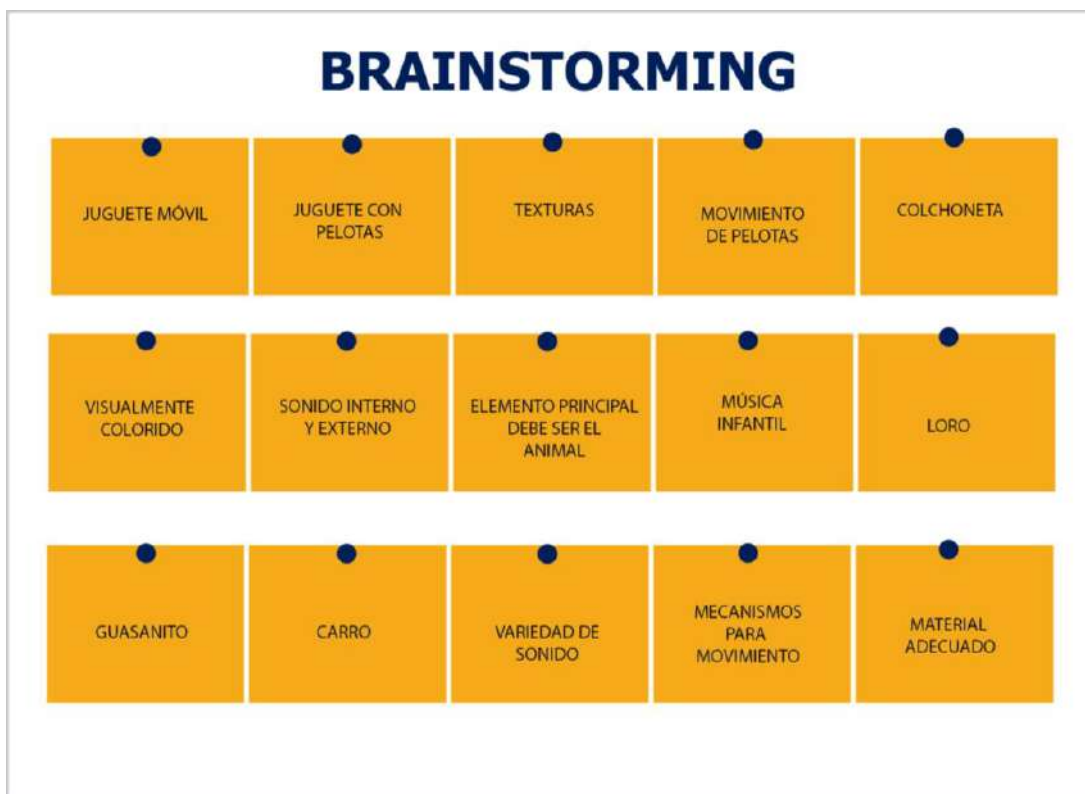 BRAINSTORMING
JUGUETE MÓVIL
JUGUETE CON
PELOTAS
TEXTURAS
MOVIMIENTO
DE PELOTAS
COLCHONETA
VISUALMENTE
COLORIDO
SONIDO INTERNO
Y EXTERNO
ELEMENTO PRINCIPAL
DEBE SER EL
ANIMAL
MÚSICA
INFANTIL
LORO
GUASANITO
CARRO
VARIEDAD DE
SONIDO
MECANISMOS
PARA
MOVIMIENTO
MATERIAL
ADECUADO